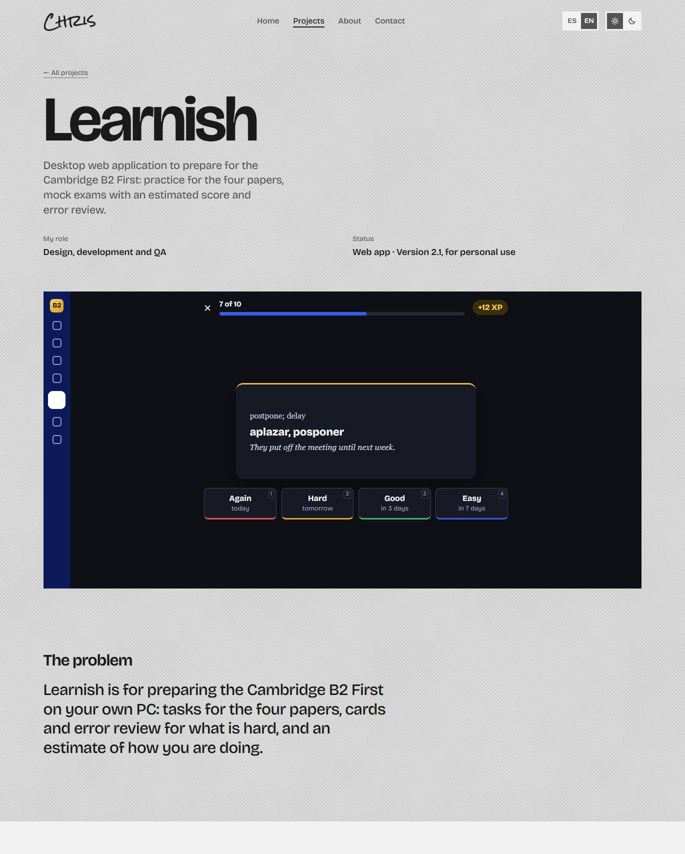 CHRIS
Home Projects About Contact
ES EN
← All projects
Learnish
Desktop web application to prepare for the
Cambridge B2 First: practice for the four papers,
mock exams with an estimated score and
error review.
My role
Design, development and QA
Status
Web app · Version 2.1, for personal use
B2
7 of 10
+12 XP
postpone; delay
aplazar, posponer
They put off the meeting until next week.
Again 1
today
Hard 2
tomorrow
Good 3
in 3 days
Easy 4
in 7 days
The problem
Learnish is for preparing the Cambridge B2 First
on your own PC: tasks for the four papers, cards
and error review for what is hard, and an
estimate of how you are doing.